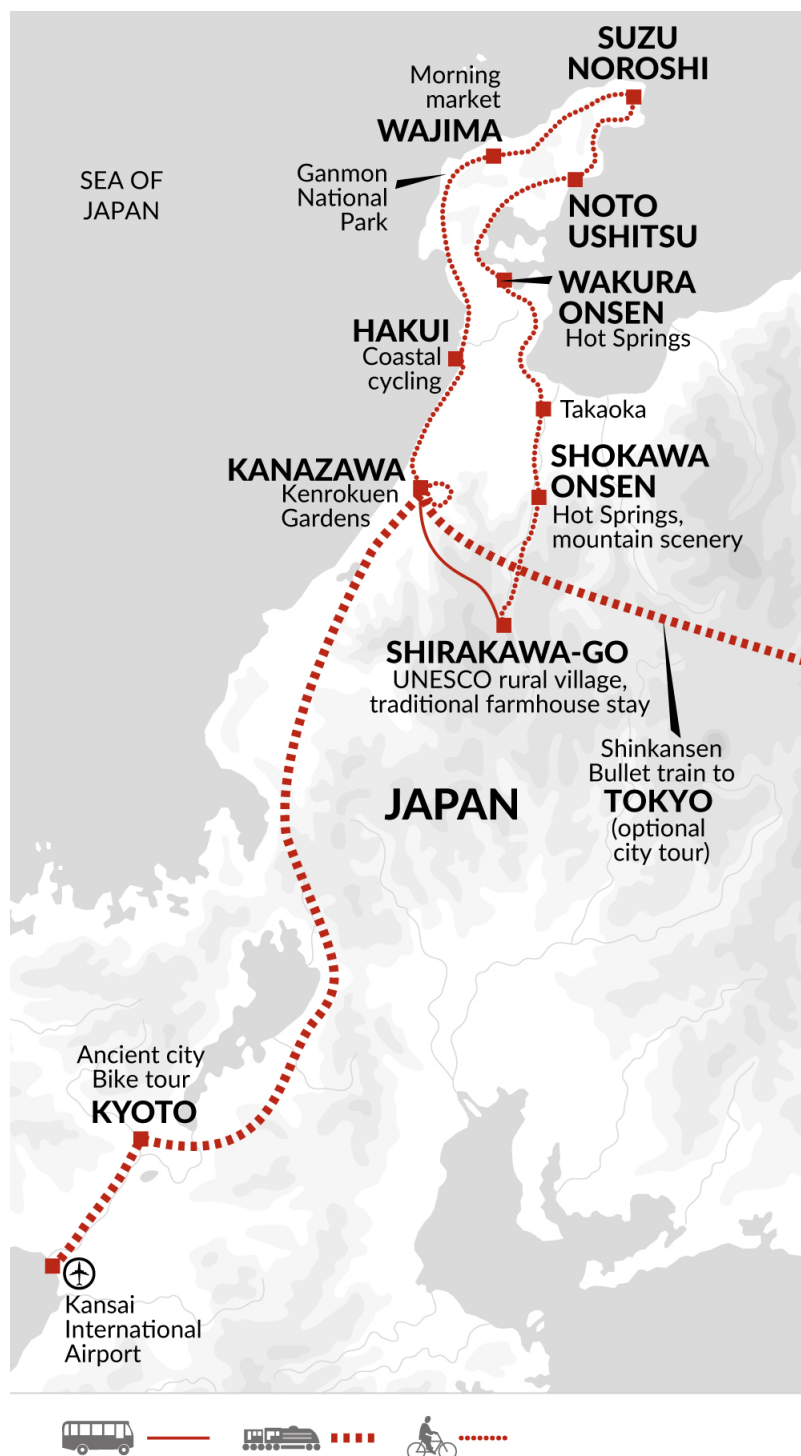 SUZU
NOROSHI
Morning
market
WAJIMA
SEA OF
JAPAN
Ganmon
National
Park
NOTO
USHITSU
WAKURA
ONSEN
Hot Springs
HAKUI
Coastal
cycling
Takaoka
KANAZAWA
Kenrokuen
Gardens
SHOKAWA
ONSEN
Hot Springs,
mountain scenery
SHIRAKAWA-GO
UNESCO rural village,
traditional farmhouse stay
Shinkansen
Bullet train to
TOKYO
(optional
city tour)
JAPAN
Ancient city
Bike tour
KYOTO
Kansai
International
Airport